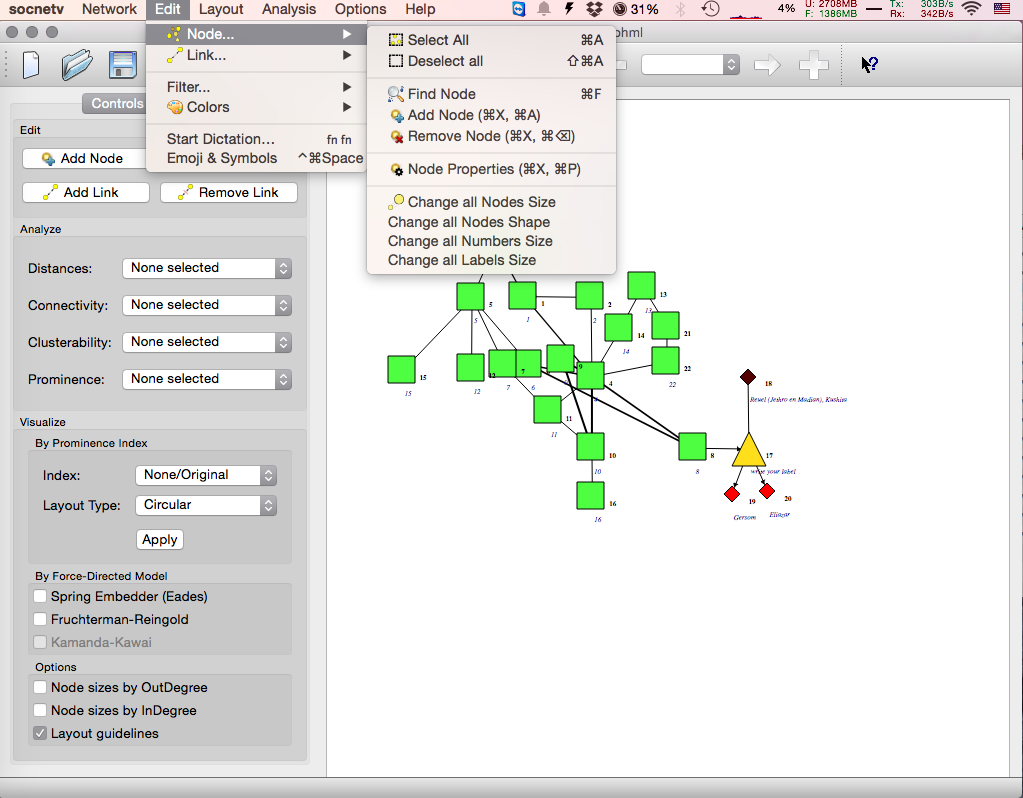 socnetv Network Edit Layout Analysis Options Help 31% 4% U: 2708MB F: 1386MB Tx: 303B/s Rx: 342B/s
Node...
Link...
Filter...
Colors
Start Dictation... fn fn
Emoji & Symbols ^⌘Space
Select All ⌘A
Deselect all ⇧⌘A
Find Node ⌘F
Add Node (⌘X, ⌘A)
Remove Node (⌘X, ⌘⌫)
Node Properties (⌘X, ⌘P)
Change all Nodes Size
Change all Nodes Shape
Change all Numbers Size
Change all Labels Size
Controls
Edit
Add Node
Add Link Remove Link
Analyze
Distances: None selected
Connectivity: None selected
Clusterability: None selected
Prominence: None selected
Visualize
By Prominence Index
Index: None/Original
Layout Type: Circular
Apply
By Force-Directed Model
Spring Embedder (Eades)
Fruchterman-Reingold
Kamanda-Kawai
Options
Node sizes by OutDegree
Node sizes by InDegree
Layout guidelines
5 1 2 13
5 1 2 13
14 21
14
22
22
15 12 7 9 4
15 12 7 6
11
11
10
10
16
16
8
8
18
Reuel (Jethro en Madian), Kushiss
17
write your label
19
Gersom
20
Eliazar